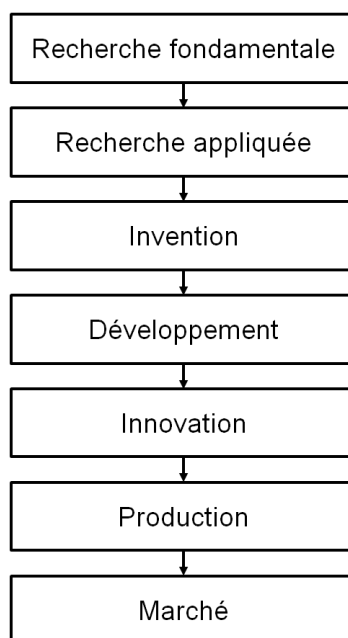 Recherche fondamentale
Recherche appliquée
Invention
Développement
Innovation
Production
Marché